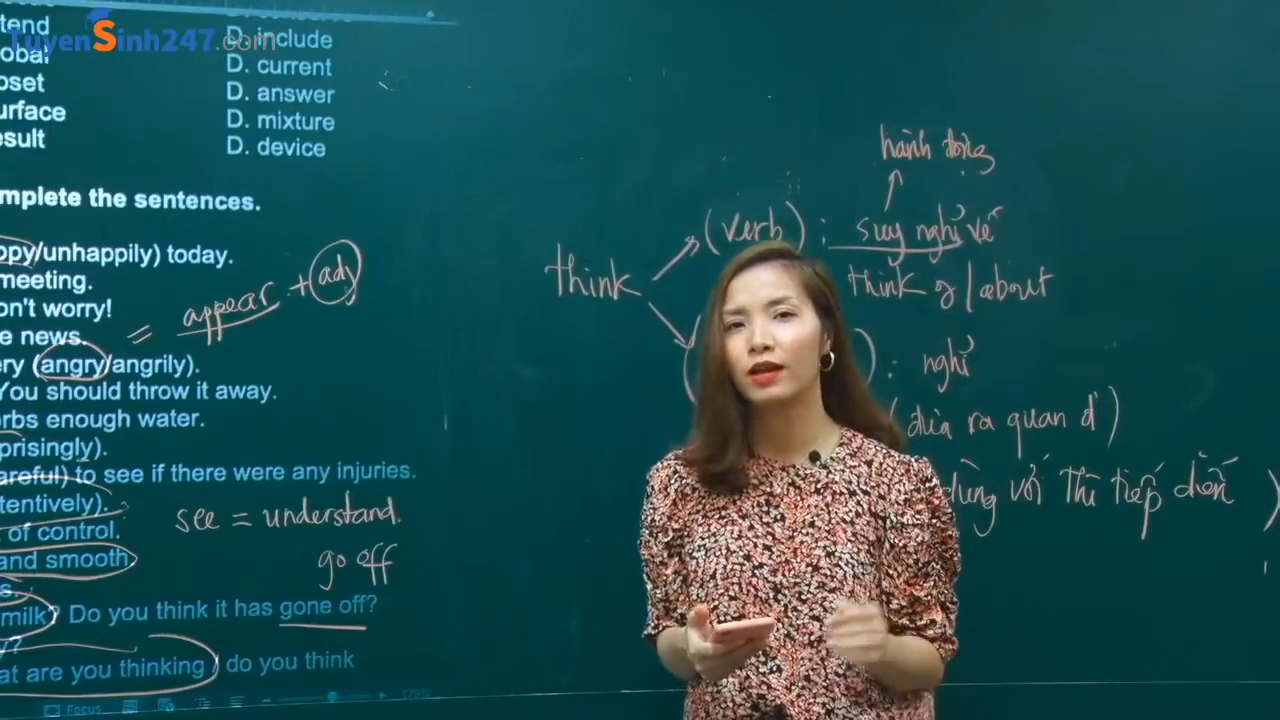 TuyenSinh247.com
tend D. include
obal D. current
pset D. answer
urface D. mixture
esult D. device
mplete the sentences.
ppy/unhappily) today.
meeting.
on't worry!
= appear + adj
e news.
ery (angry/angrily).
You should throw it away.
rbs enough water.
prisingly).
areful) to see if there were any injuries.
tentively).
see = understand.
of control.
and smooth.
go off
s.
milk? Do you think it has gone off?
y?
at are you thinking / do you think
Focus
hành động
think (verb) : suy nghĩ về
think of / about
( ) : nghĩ
(đưa ra quan đ')
dùng với thì tiếp diễn )